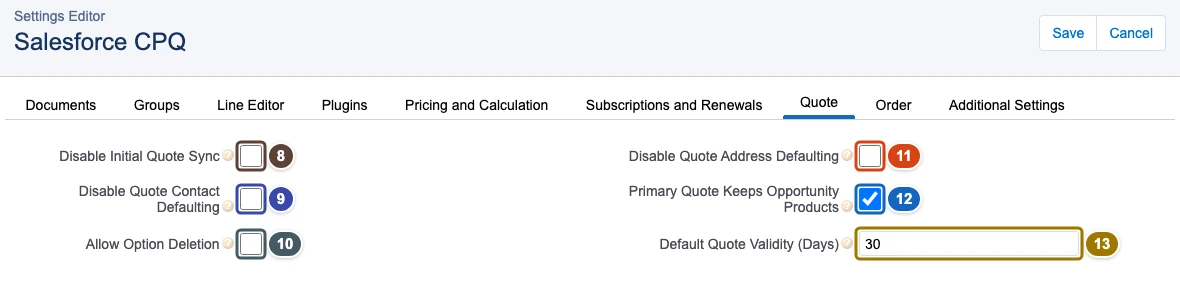 Settings Editor
Salesforce CPQ
Save Cancel
Documents Groups Line Editor Plugins Pricing and Calculation Subscriptions and Renewals Quote Order Additional Settings
Disable Initial Quote Sync ? 8
Disable Quote Address Defaulting ? 11
Disable Quote Contact
Defaulting ? 9
Primary Quote Keeps Opportunity
Products ? 12
Allow Option Deletion ? 10
Default Quote Validity (Days) ? 30 13